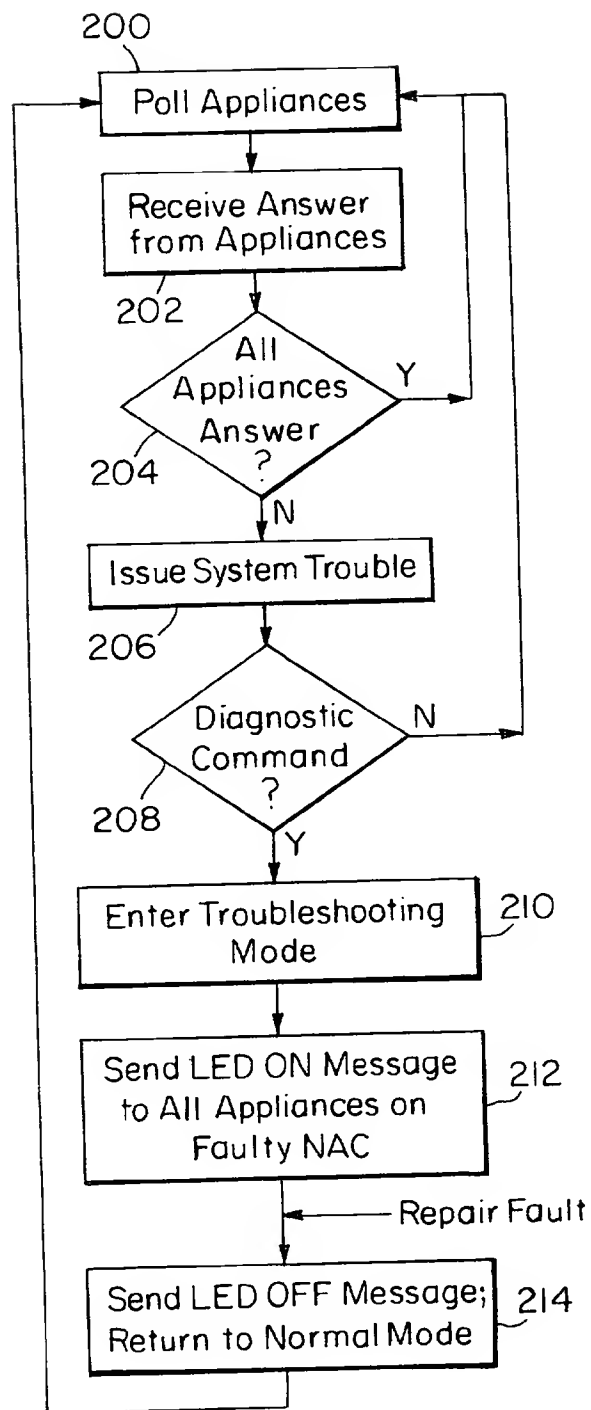 200
Poll Appliances
Receive Answer
from Appliances
202
All
Appliances
Answer
?
Y
204
N
Issue System Trouble
206
Diagnostic
Command
?
N
208
Y
Enter Troubleshooting
Mode
210
Send LED ON Message
to All Appliances on
Faulty NAC
212
Repair Fault
Send LED OFF Message;
Return to Normal Mode
214